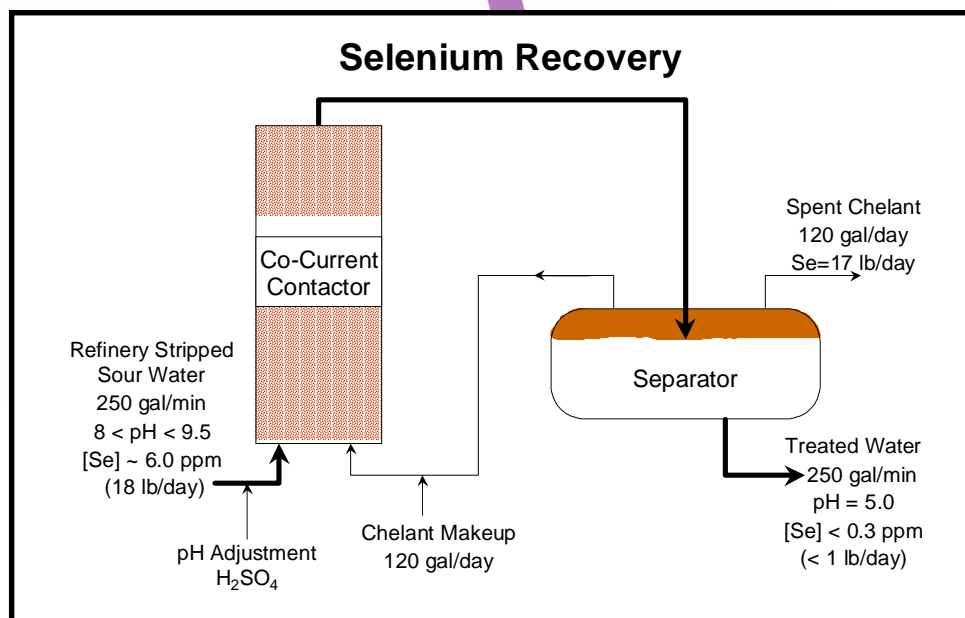 Selenium Recovery
Co-Current
Contactor
Refinery Stripped
Sour Water
250 gal/min
8 < pH < 9.5
[Se] ~ 6.0 ppm
(18 lb/day)
pH Adjustment
H₂SO₄
Chelant Makeup
120 gal/day
Spent Chelant
120 gal/day
Se=17 lb/day
Separator
Treated Water
250 gal/min
pH = 5.0
[Se] < 0.3 ppm
(< 1 lb/day)